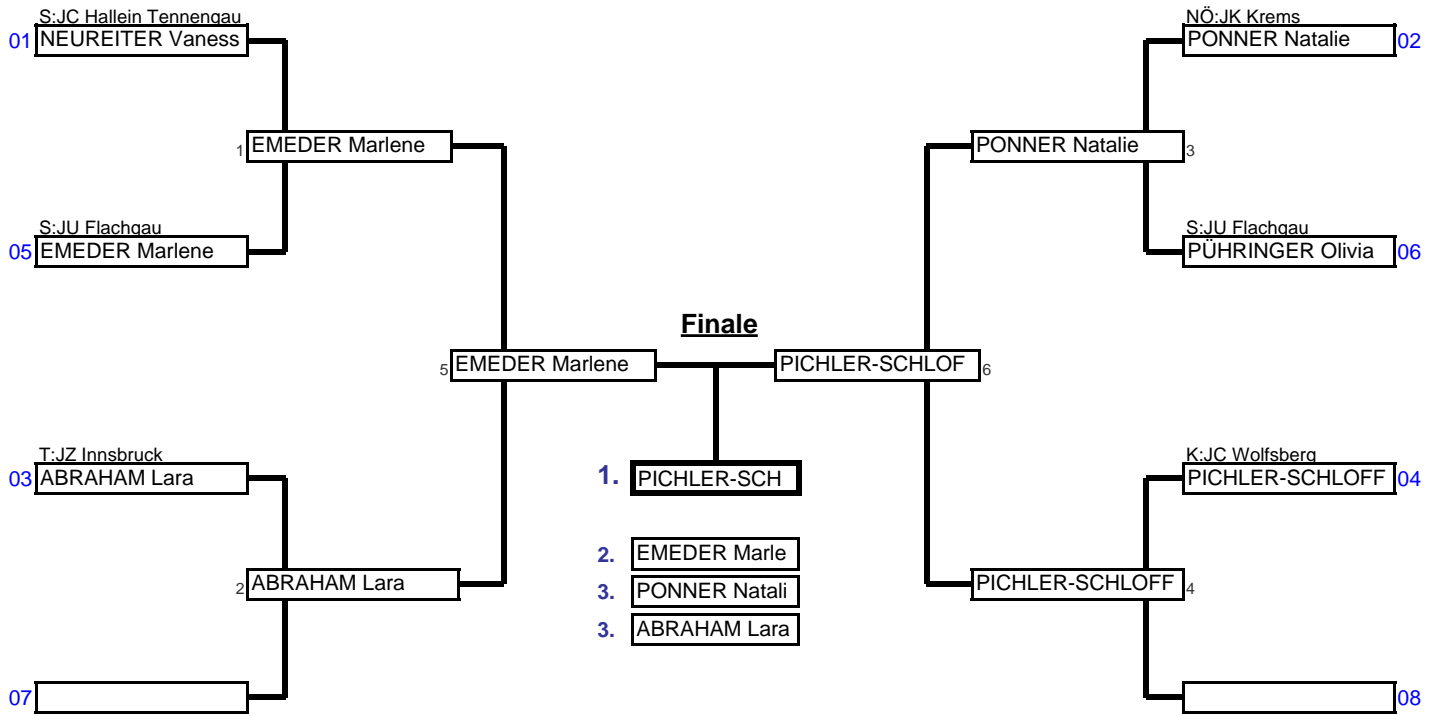 S:JC Hallein Tennengau
01 NEUREITER Vaness
1 EMEDER Marlene
S:JU Flachgau
05 EMEDER Marlene
5 EMEDER Marlene
T:JZ Innsbruck
03 ABRAHAM Lara
2 ABRAHAM Lara
07
Finale
1. PICHLER-SCH
2. EMEDER Marle
3. PONNER Natali
3. ABRAHAM Lara
NÖ:JK Krems
PONNER Natalie 02
PONNER Natalie 3
S:JU Flachgau
PÜHRINGER Olivia 06
PICHLER-SCHLOF 6
K:JC Wolfsberg
PICHLER-SCHLOFF 04
PICHLER-SCHLOFF 4
08